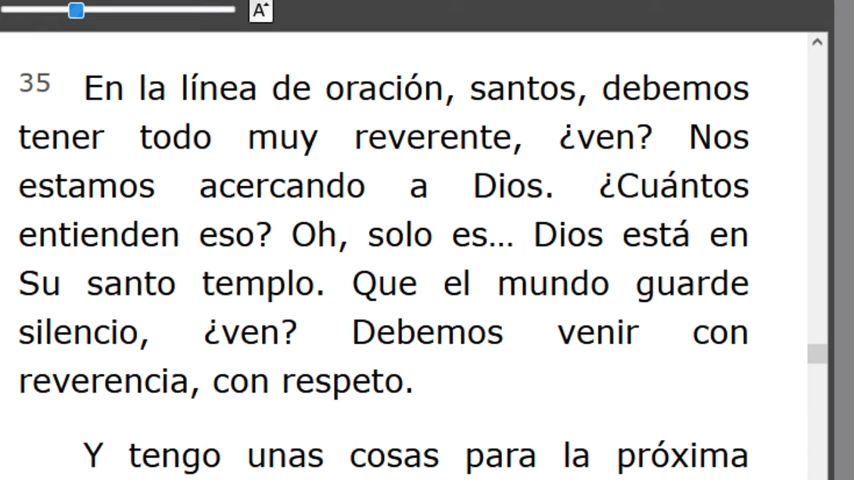 A
35 En la línea de oración, santos, debemos
tener todo muy reverente, ¿ven? Nos
estamos acercando a Dios. ¿Cuántos
entienden eso? Oh, solo es... Dios está en
Su santo templo. Que el mundo guarde
silencio, ¿ven? Debemos venir con
reverencia, con respeto.
Y tengo unas cosas para la próxima